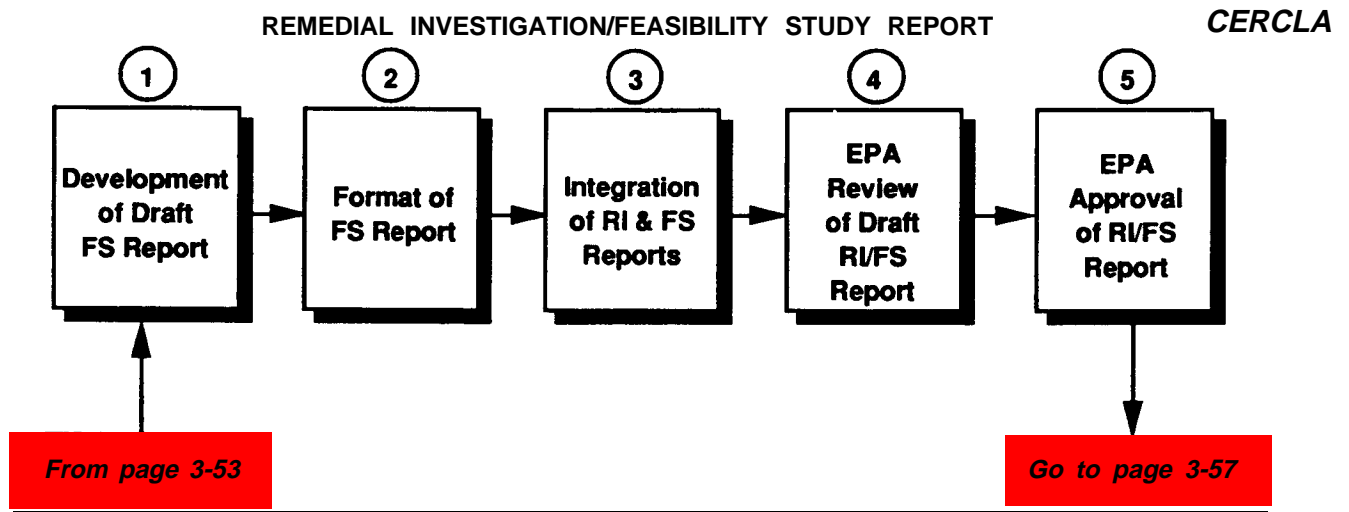 REMEDIAL INVESTIGATION/FEASIBILITY STUDY REPORT
CERCLA
1
2
3
4
5
Development
of Draft
FS Report
Format of
FS Report
Integration
of RI & FS
Reports
EPA
Review
of Draft
RI/FS
Report
EPA
Approval
of RI/FS
Report
From page 3-53
Go to page 3-57